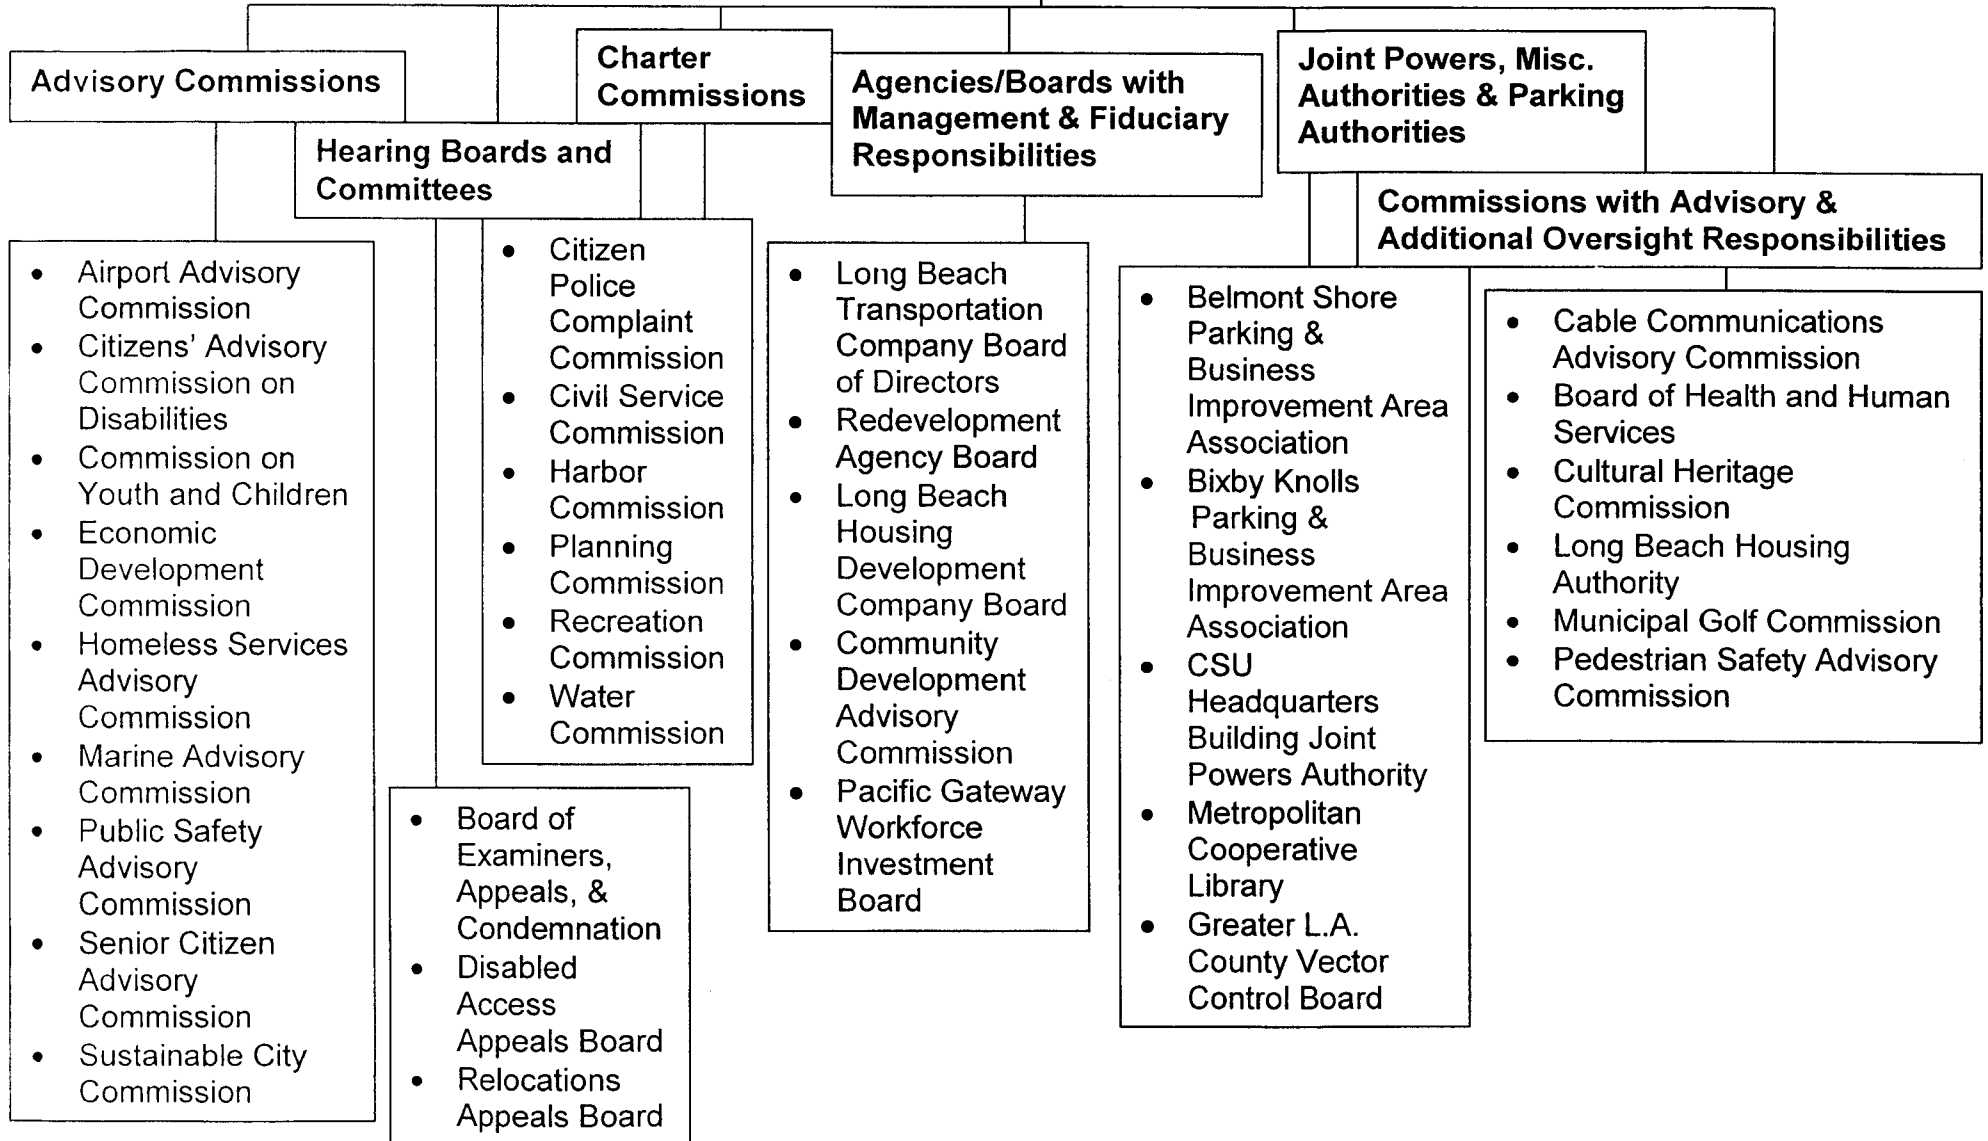 Advisory Commissions
Hearing Boards and
Committees
Charter
Commissions
Agencies/Boards with
Management & Fiduciary
Responsibilities
Joint Powers, Misc.
Authorities & Parking
Authorities
Commissions with Advisory &
Additional Oversight Responsibilities
• Airport Advisory
Commission
• Citizens' Advisory
Commission on
Disabilities
• Commission on
Youth and Children
• Economic
Development
Commission
• Homeless Services
Advisory
Commission
• Marine Advisory
Commission
• Public Safety
Advisory
Commission
• Senior Citizen
Advisory
Commission
• Sustainable City
Commission
• Board of
Examiners,
Appeals, &
Condemnation
• Disabled
Access
Appeals Board
• Relocations
Appeals Board
• Citizen
Police
Complaint
Commission
• Civil Service
Commission
• Harbor
Commission
• Planning
Commission
• Recreation
Commission
• Water
Commission
• Long Beach
Transportation
Company Board
of Directors
• Redevelopment
Agency Board
• Long Beach
Housing
Development
Company Board
• Community
Development
Advisory
Commission
• Pacific Gateway
Workforce
Investment
Board
• Belmont Shore
Parking &
Business
Improvement Area
Association
• Bixby Knolls
Parking &
Business
Improvement Area
Association
• CSU
Headquarters
Building Joint
Powers Authority
• Metropolitan
Cooperative
Library
• Greater L.A.
County Vector
Control Board
• Cable Communications
Advisory Commission
• Board of Health and Human
Services
• Cultural Heritage
Commission
• Long Beach Housing
Authority
• Municipal Golf Commission
• Pedestrian Safety Advisory
Commission